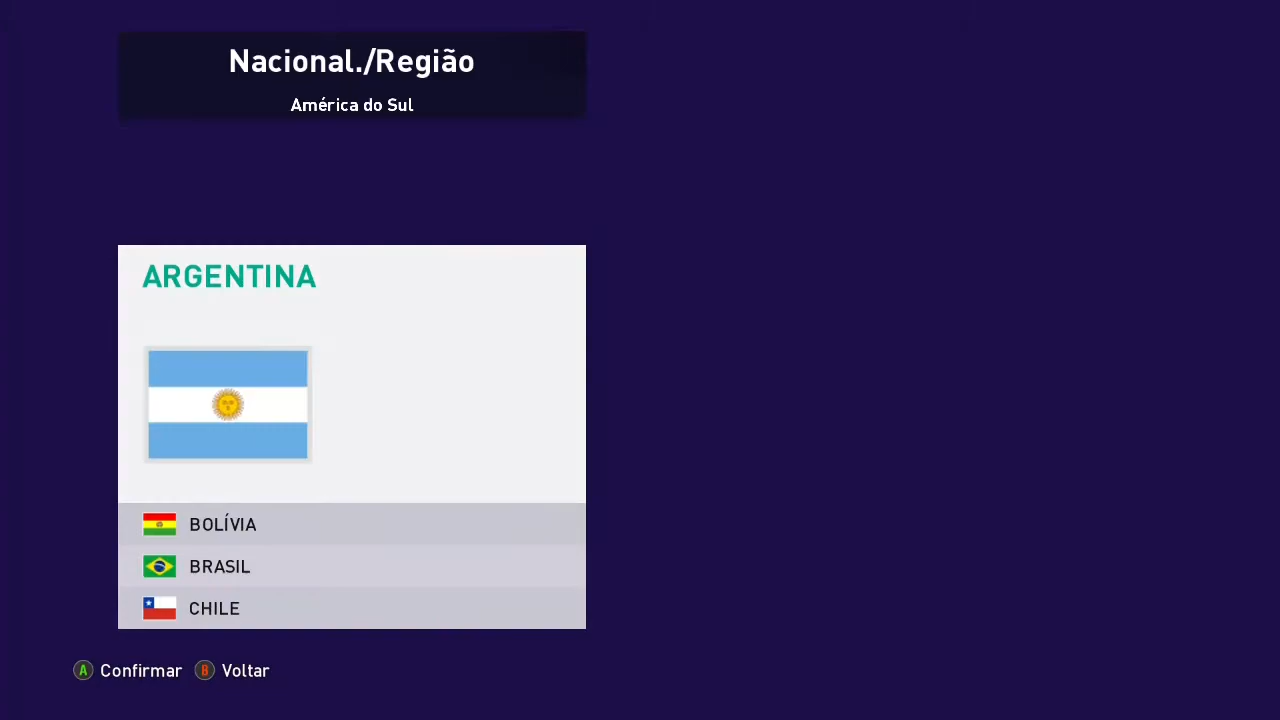 Nacional./Região
América do Sul
ARGENTINA
BOLÍVIA
BRASIL
CHILE
A Confirmar B Voltar